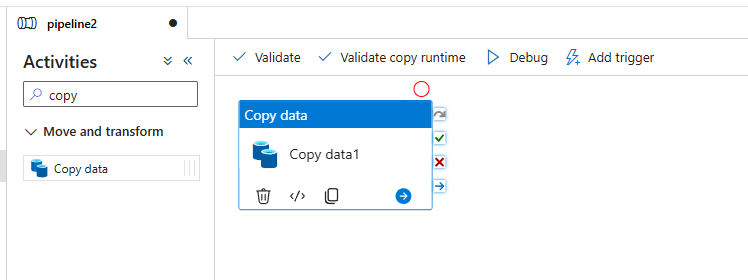 pipeline2
Activities
Validate
Validate copy runtime
Debug
Add trigger
copy
Move and transform
Copy data
Copy data
Copy data1